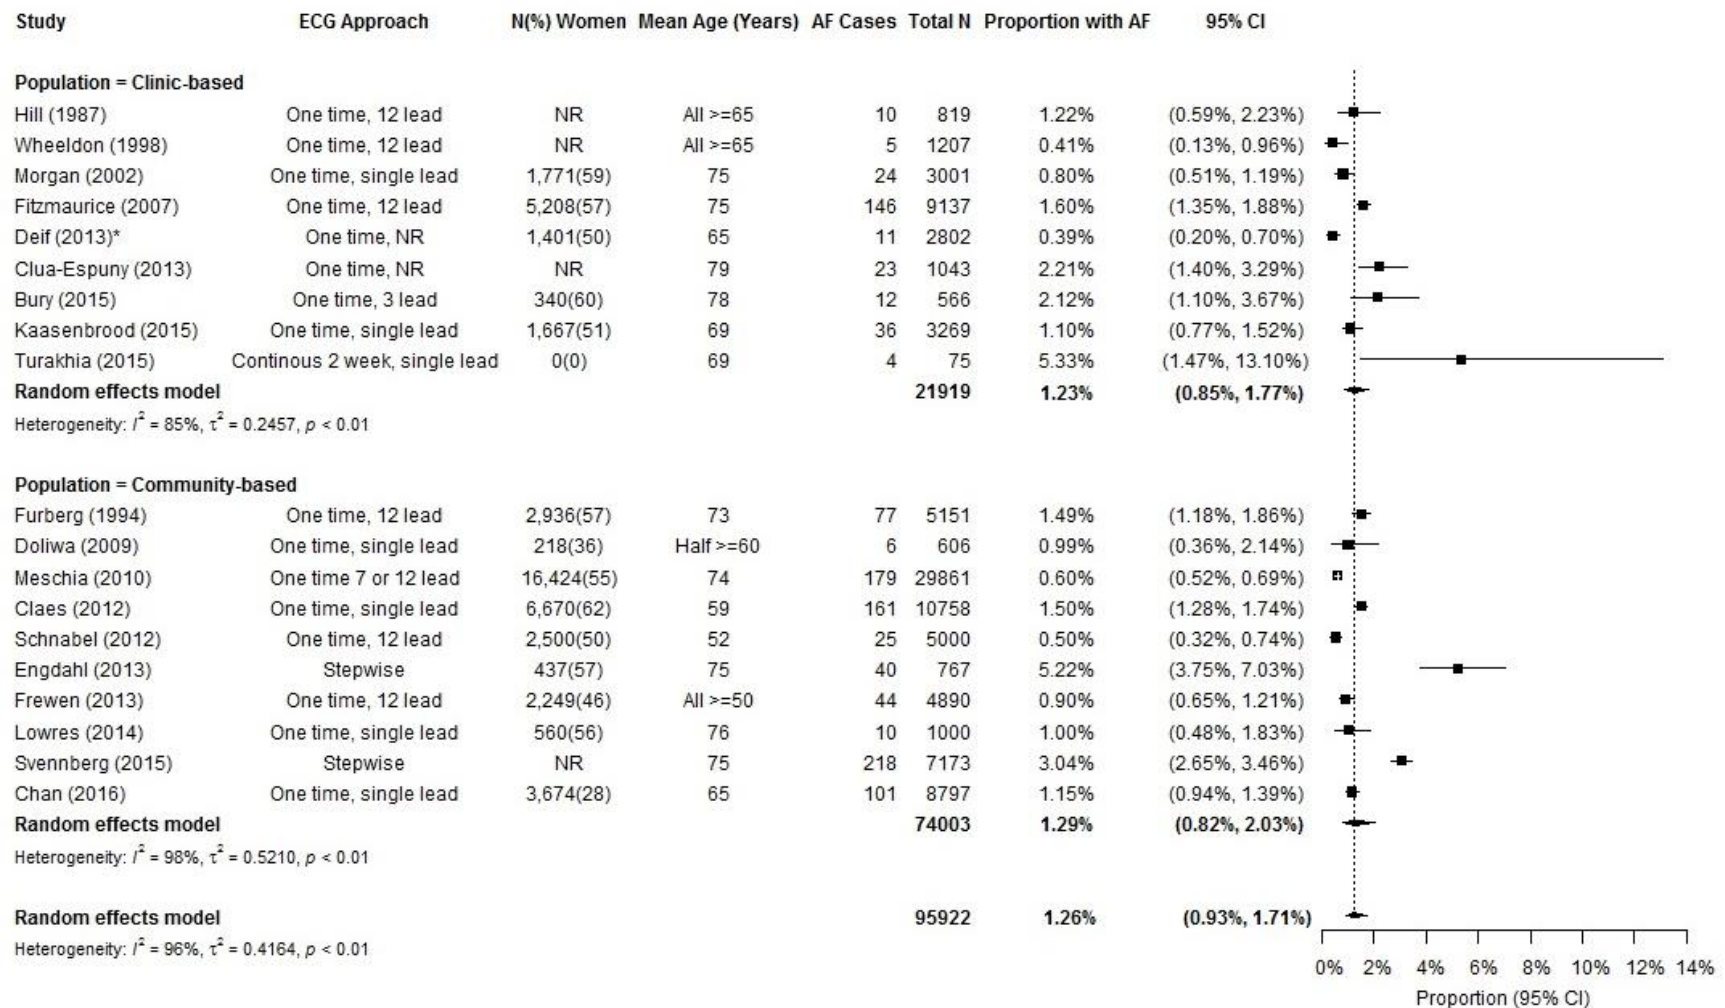 Study ECG Approach N(%) Women Mean Age (Years) AF Cases Total N Proportion with AF 95% CI
Population = Clinic-based
Hill (1987) One time, 12 lead NR All >=65 10 819 1.22% (0.59%, 2.23%)
Wheeldon (1998) One time, 12 lead NR All >=65 5 1207 0.41% (0.13%, 0.96%)
Morgan (2002) One time, single lead 1,771(59) 75 24 3001 0.80% (0.51%, 1.19%)
Fitzmaurice (2007) One time, 12 lead 5,208(57) 75 146 9137 1.60% (1.35%, 1.88%)
Deif (2013)* One time, NR 1,401(50) 65 11 2802 0.39% (0.20%, 0.70%)
Clua-Espuny (2013) One time, NR NR 79 23 1043 2.21% (1.40%, 3.29%)
Bury (2015) One time, 3 lead 340(60) 78 12 566 2.12% (1.10%, 3.67%)
Kaasenbrood (2015) One time, single lead 1,667(51) 69 36 3269 1.10% (0.77%, 1.52%)
Turakhia (2015) Continous 2 week, single lead 0(0) 69 4 75 5.33% (1.47%, 13.10%)
Random effects model 21919 1.23% (0.85%, 1.77%)
Heterogeneity: I² = 85%, τ² = 0.2457, p < 0.01
Population = Community-based
Furberg (1994) One time, 12 lead 2,936(57) 73 77 5151 1.49% (1.18%, 1.86%)
Doliwa (2009) One time, single lead 218(36) Half >=60 6 606 0.99% (0.36%, 2.14%)
Meschia (2010) One time 7 or 12 lead 16,424(55) 74 179 29861 0.60% (0.52%, 0.69%)
Claes (2012) One time, single lead 6,670(62) 59 161 10758 1.50% (1.28%, 1.74%)
Schnabel (2012) One time, 12 lead 2,500(50) 52 25 5000 0.50% (0.32%, 0.74%)
Engdahl (2013) Stepwise 437(57) 75 40 767 5.22% (3.75%, 7.03%)
Frewen (2013) One time, 12 lead 2,249(46) All >=50 44 4890 0.90% (0.65%, 1.21%)
Lowres (2014) One time, single lead 560(56) 76 10 1000 1.00% (0.48%, 1.83%)
Svennberg (2015) Stepwise NR 75 218 7173 3.04% (2.65%, 3.46%)
Chan (2016) One time, single lead 3,674(28) 65 101 8797 1.15% (0.94%, 1.39%)
Random effects model 74003 1.29% (0.82%, 2.03%)
Heterogeneity: I² = 98%, τ² = 0.5210, p < 0.01
Random effects model 95922 1.26% (0.93%, 1.71%)
Heterogeneity: I² = 96%, τ² = 0.4164, p < 0.01
0% 2% 4% 6% 8% 10% 12% 14%
Proportion (95% CI)